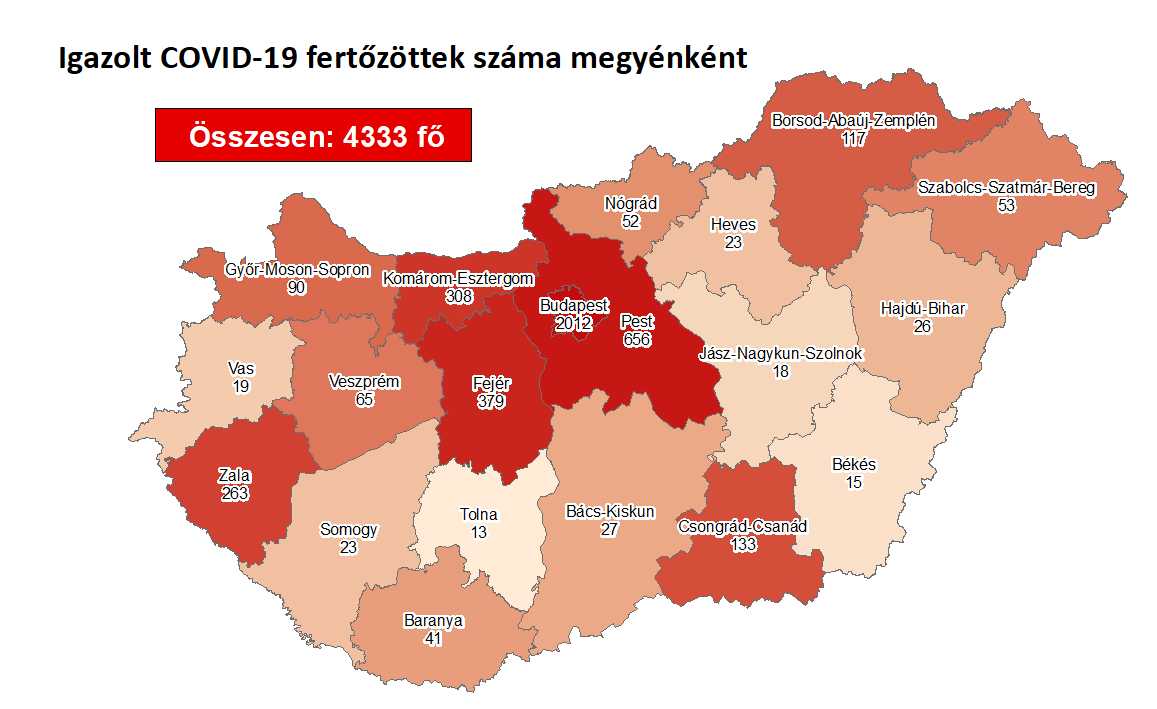 Igazolt COVID-19 fertőzöttek száma megyénként
Összesen: 4333 fő
Borsod-Abaúj-Zemplén
117
Szabolcs-Szatmár-Bereg
53
Nógrád
52
Heves
23
Győr-Moson-Sopron
90
Komárom-Esztergom
308
Budapest
2012
Pest
656
Hajdú-Bihar
26
Jász-Nagykun-Szolnok
18
Vas
19
Veszprém
65
Fejér
379
Békés
15
Zala
263
Somogy
23
Tolna
13
Bács-Kiskun
27
Csongrád-Csanád
133
Baranya
41